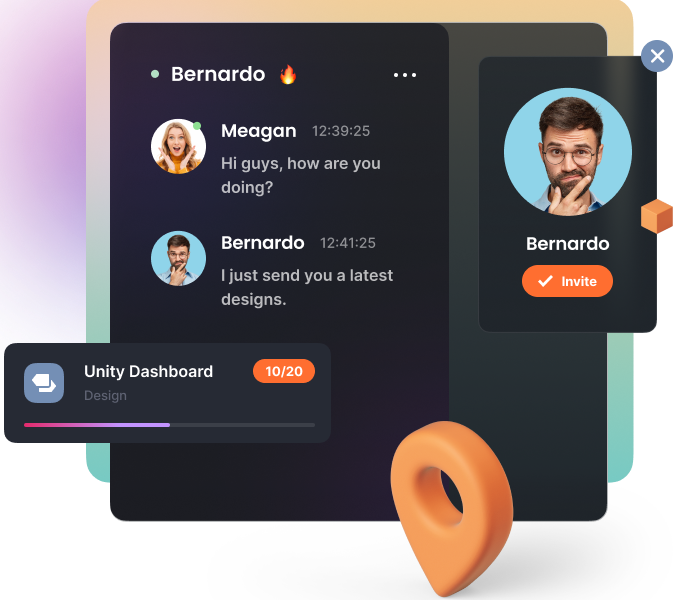 Bernardo 🔥
Meagan 12:39:25
Hi guys, how are you
doing?
Bernardo 12:41:25
I just send you a latest
designs.
Bernardo
Invite
Unity Dashboard 10/20
Design